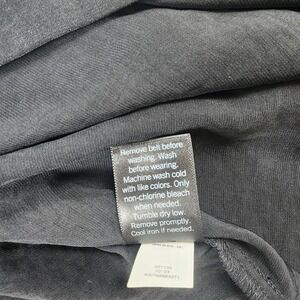 Remove belt before
washing. Wash
before wearing.
Machine wash cold
with like colors. Only
non-chlorine bleach
when needed.
Tumble dry low.
Remove promptly.
Cool iron if needed.